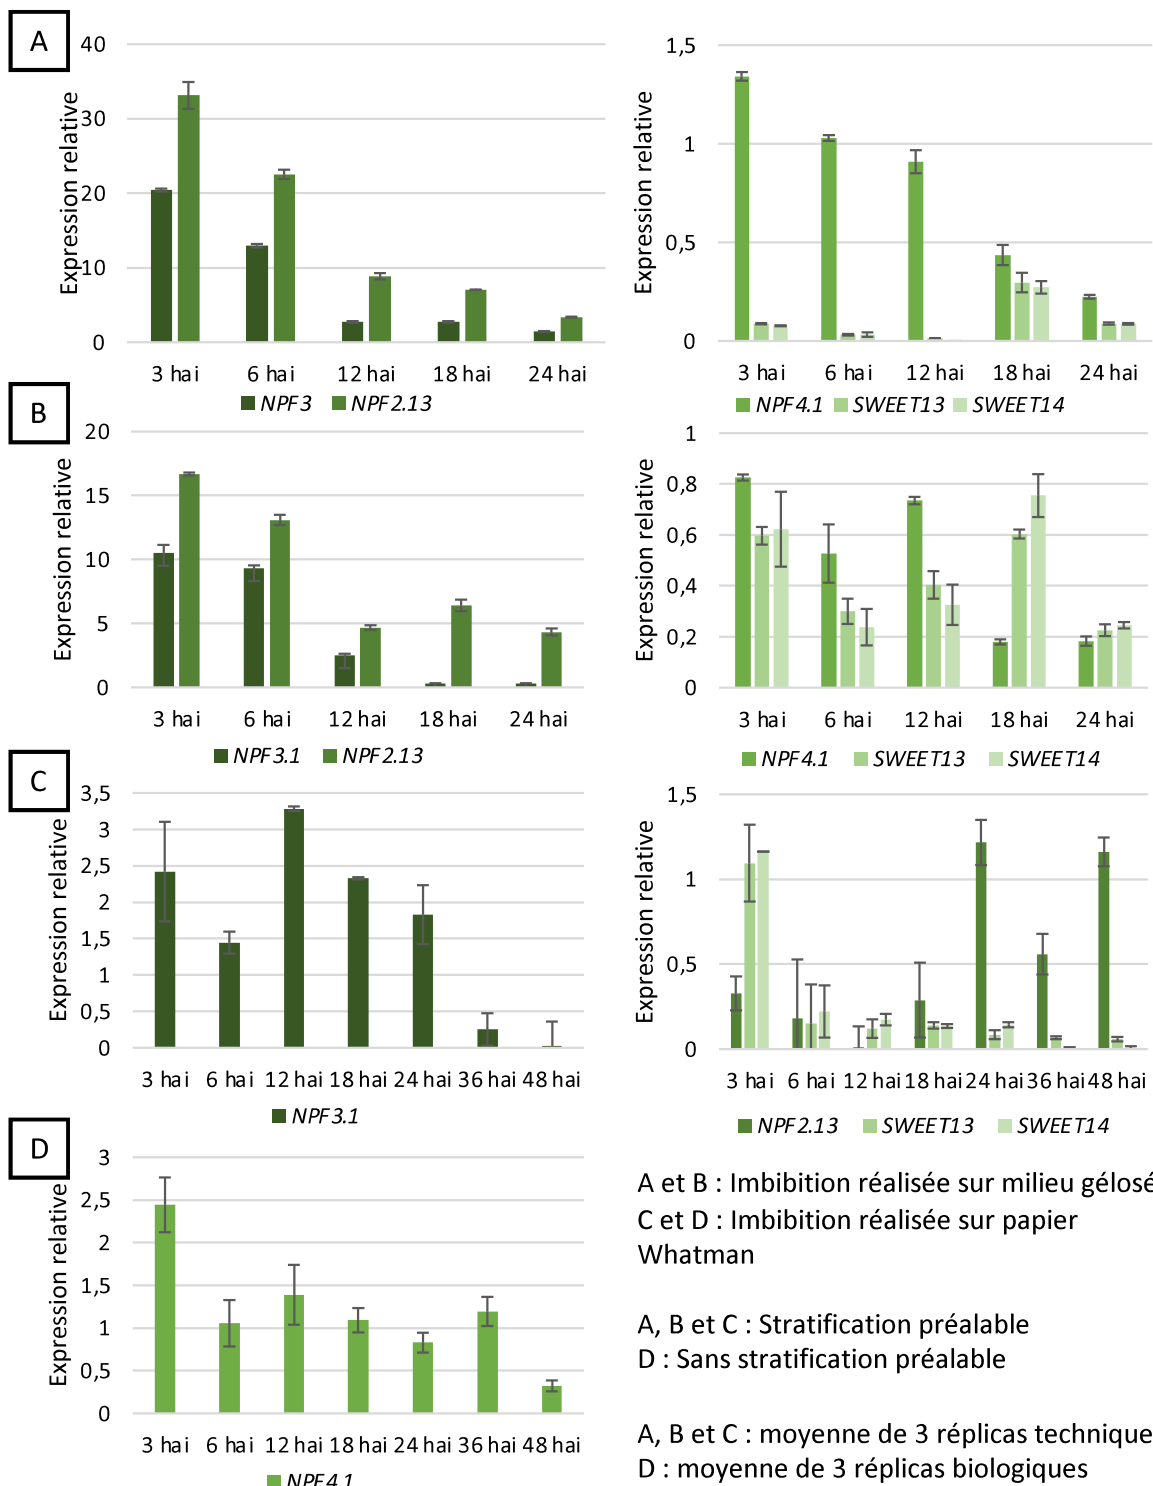 A
Expression relative
40
30
20
10
0
3 hai 6 hai 12 hai 18 hai 24 hai
NPF3 NPF2.13
Expression relative
1,5
1
0,5
0
3 hai 6 hai 12 hai 18 hai 24 hai
NPF4.1 SWEET13 SWEET14
B
Expression relative
20
15
10
5
0
3 hai 6 hai 12 hai 18 hai 24 hai
NPF3.1 NPF2.13
Expression relative
1
0,8
0,6
0,4
0,2
0
3 hai 6 hai 12 hai 18 hai 24 hai
NPF4.1 SWEET13 SWEET14
C
Expression relative
3,5
3
2,5
2
1,5
1
0,5
0
3 hai 6 hai 12 hai 18 hai 24 hai 36 hai 48 hai
NPF3.1
Expression relative
1,5
1
0,5
0
3 hai 6 hai 12 hai 18 hai 24 hai 36 hai 48 hai
NPF2.13 SWEET13 SWEET14
D
Expression relative
3
2,5
2
1,5
1
0,5
0
3 hai 6 hai 12 hai 18 hai 24 hai 36 hai 48 hai
NPF4.1
A et B : Imbibition réalisée sur milieu gélosé
C et D : Imbibition réalisée sur papier
Whatman
A, B et C : Stratification préalable
D : Sans stratification préalable
A, B et C : moyenne de 3 réplicas technique
D : moyenne de 3 réplicas biologiques